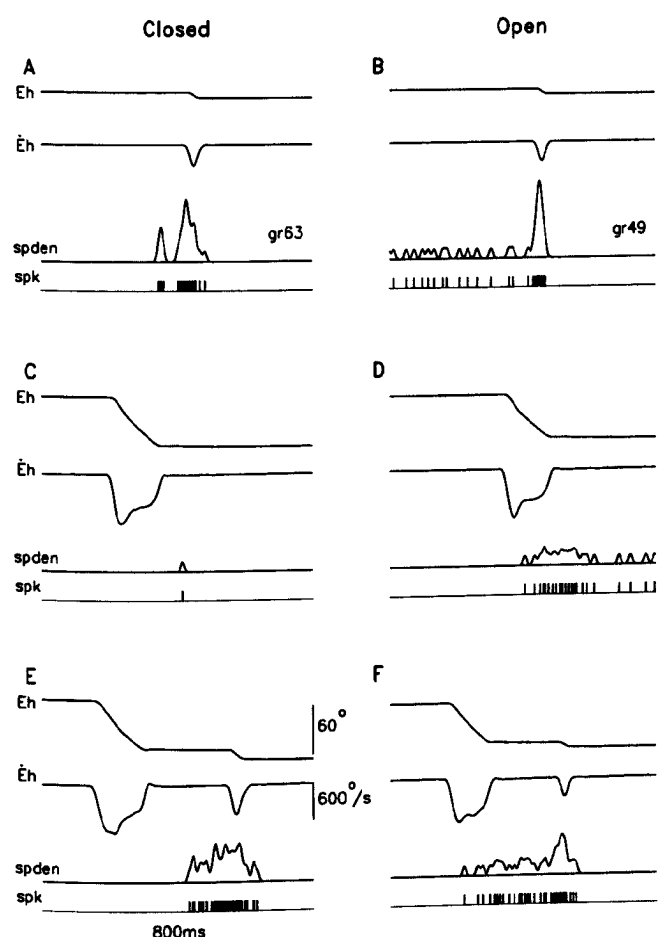 Closed Open
A B
Eh
Ėh
gr63 gr49
spden
spk
C D
Eh
Ėh
spden
spk
E F
Eh
60°
Ėh
600°/s
spden
spk
800ms